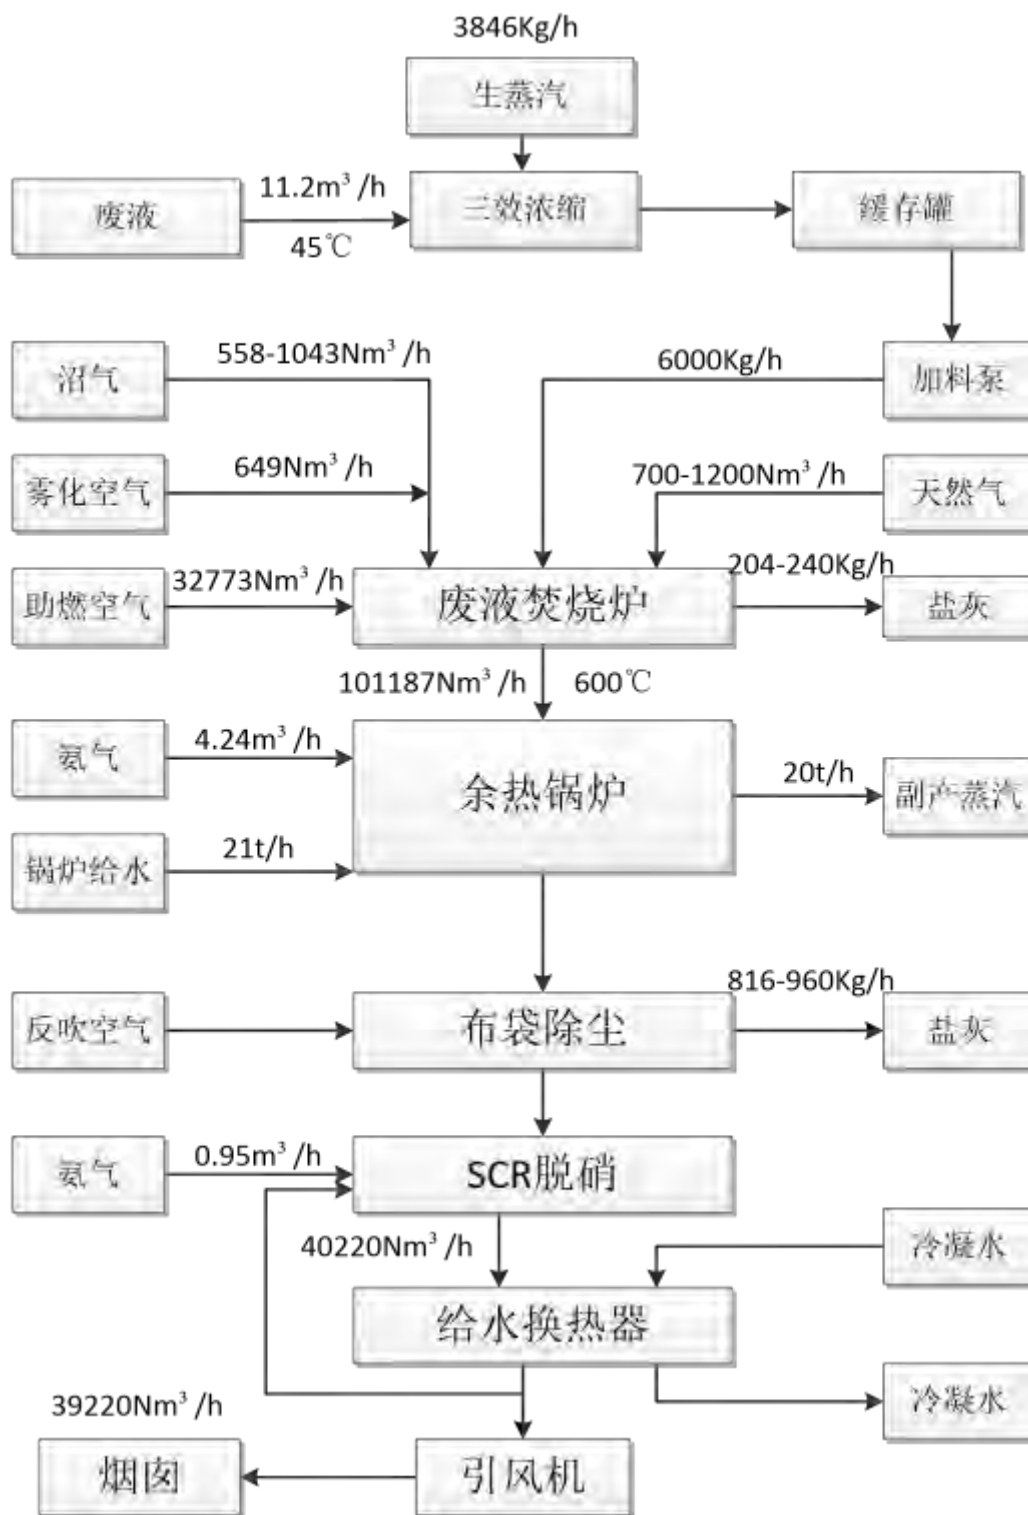 3846Kg/h
生蒸汽
废液
11.2m³/h
45℃
三效浓缩
缓存罐
沼气
558-1043Nm³/h
6000Kg/h
加料泵
雾化空气
649Nm³/h
700-1200Nm³/h
天然气
助燃空气
32773Nm³/h
废液焚烧炉
204-240Kg/h
盐灰
101187Nm³/h
600℃
氨气
4.24m³/h
余热锅炉
20t/h
副产蒸汽
锅炉给水
21t/h
反吹空气
布袋除尘
816-960Kg/h
盐灰
氨气
0.95m³/h
SCR脱硝
40220Nm³/h
冷凝水
给水换热器
39220Nm³/h
冷凝水
烟囱
引风机